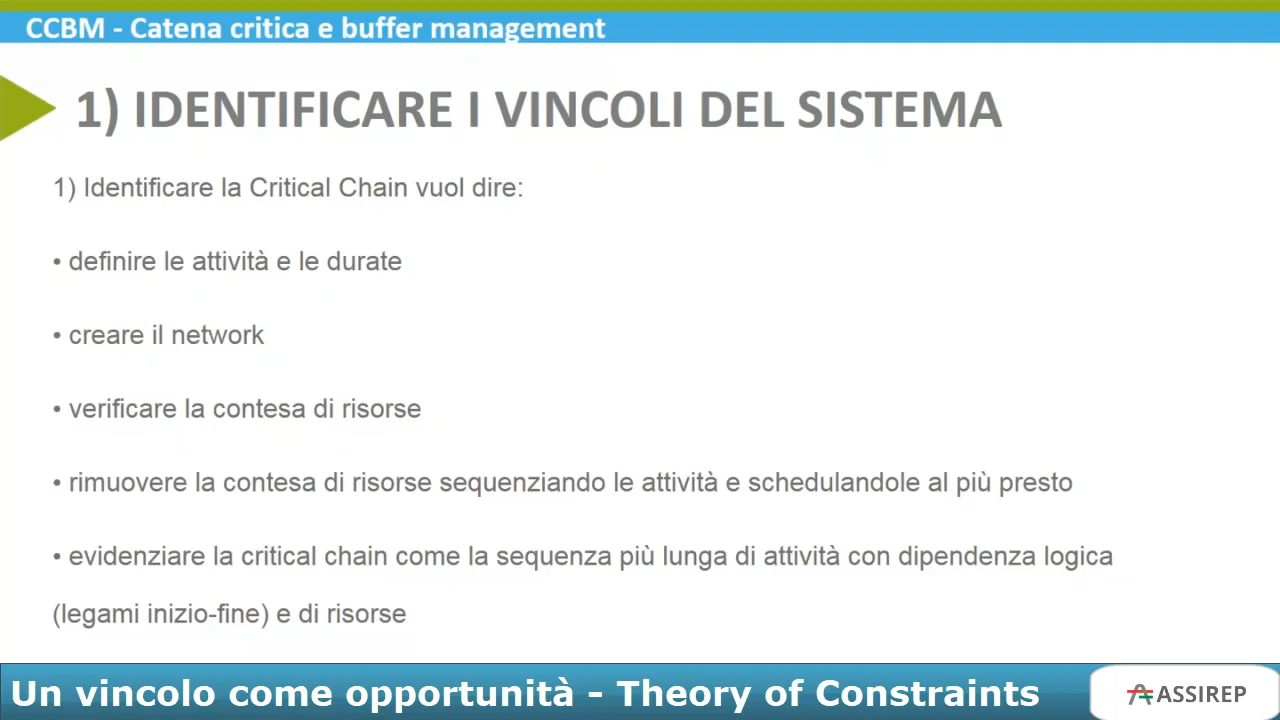 CCBM - Catena critica e buffer management
1) IDENTIFICARE I VINCOLI DEL SISTEMA
1) Identificare la Critical Chain vuol dire:
• definire le attività e le durate
• creare il network
• verificare la contesa di risorse
• rimuovere la contesa di risorse sequenziando le attività e schedulandole al più presto
• evidenziare la critical chain come la sequenza più lunga di attività con dipendenza logica
(legami inizio-fine) e di risorse
Un vincolo come opportunità - Theory of Constraints
ASSIREP